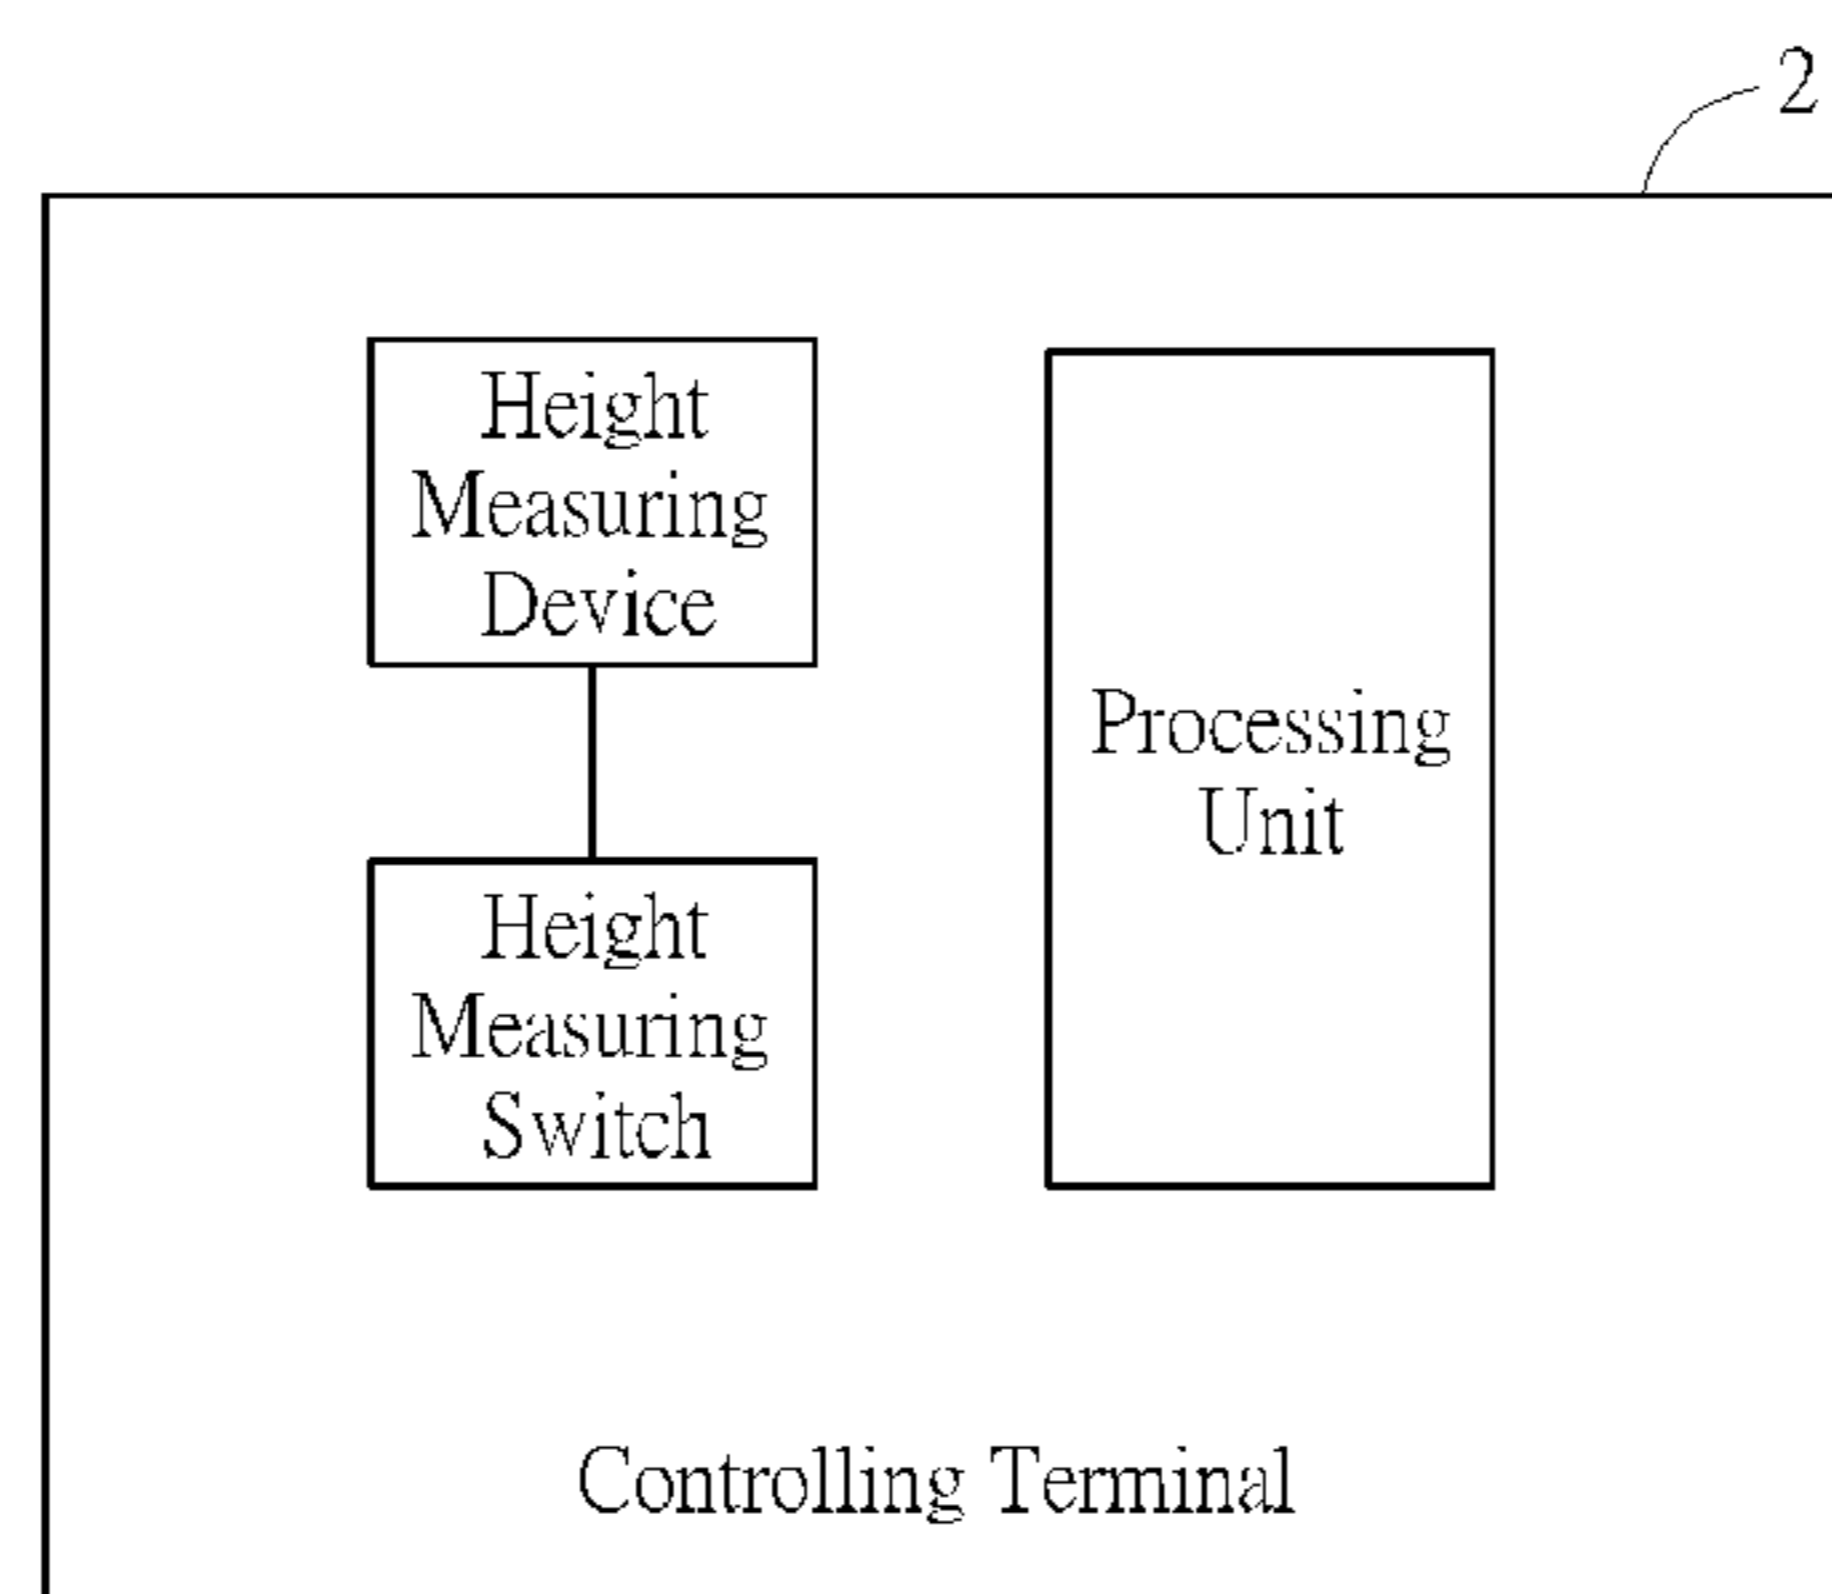 2
Height
Measuring
Device
Processing
Unit
Height
Measuring
Switch
Controlling Terminal